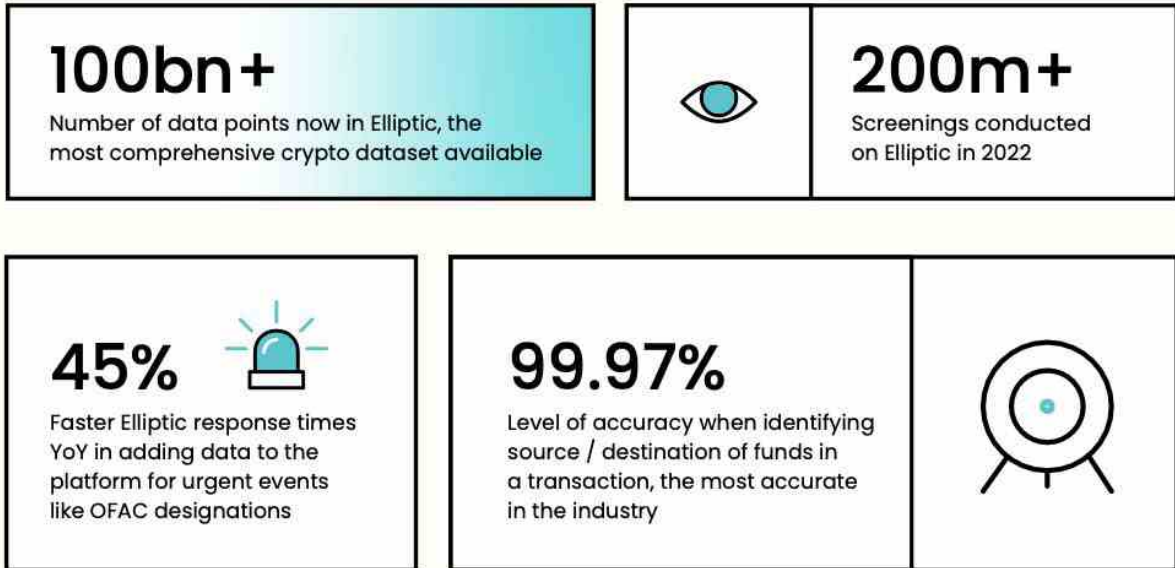 100bn+
Number of data points now in Elliptic, the
most comprehensive crypto dataset available
200m+
Screenings conducted
on Elliptic in 2022
45%
Faster Elliptic response times
YoY in adding data to the
platform for urgent events
like OFAC designations
99.97%
Level of accuracy when identifying
source / destination of funds in
a transaction, the most accurate
in the industry